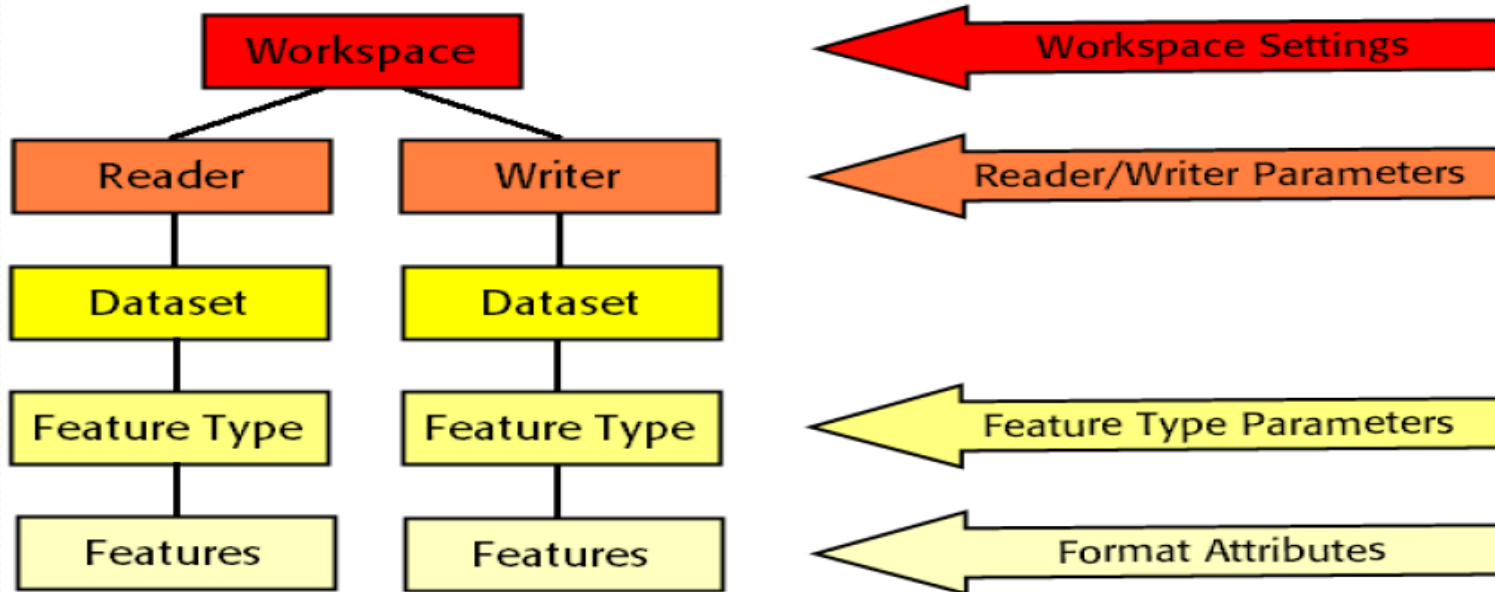 Workspace
Workspace Settings
Reader
Writer
Reader/Writer Parameters
Dataset
Dataset
Feature Type
Feature Type
Feature Type Parameters
Features
Features
Format Attributes